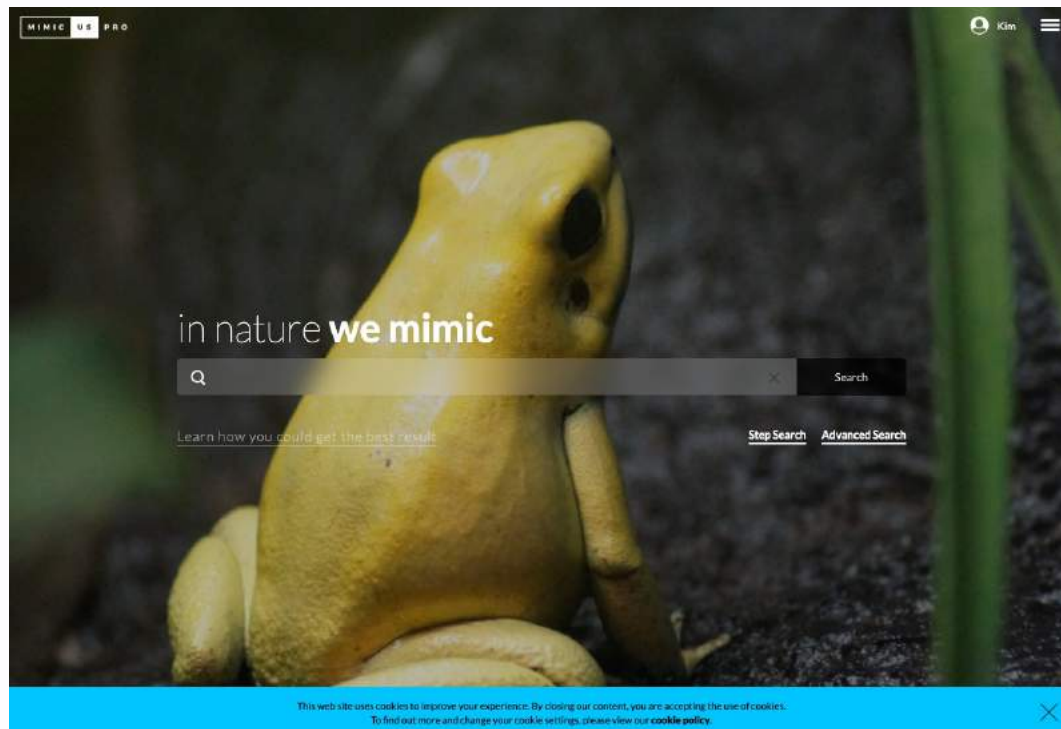 MIMIC US PRO
Kim
in nature we mimic
Search
Learn how you could get the best result
Step Search Advanced Search
This web site uses cookies to improve your experience. By closing our content, you are accepting the use of cookies.
To find out more and change your cookie settings, please view our cookie policy.